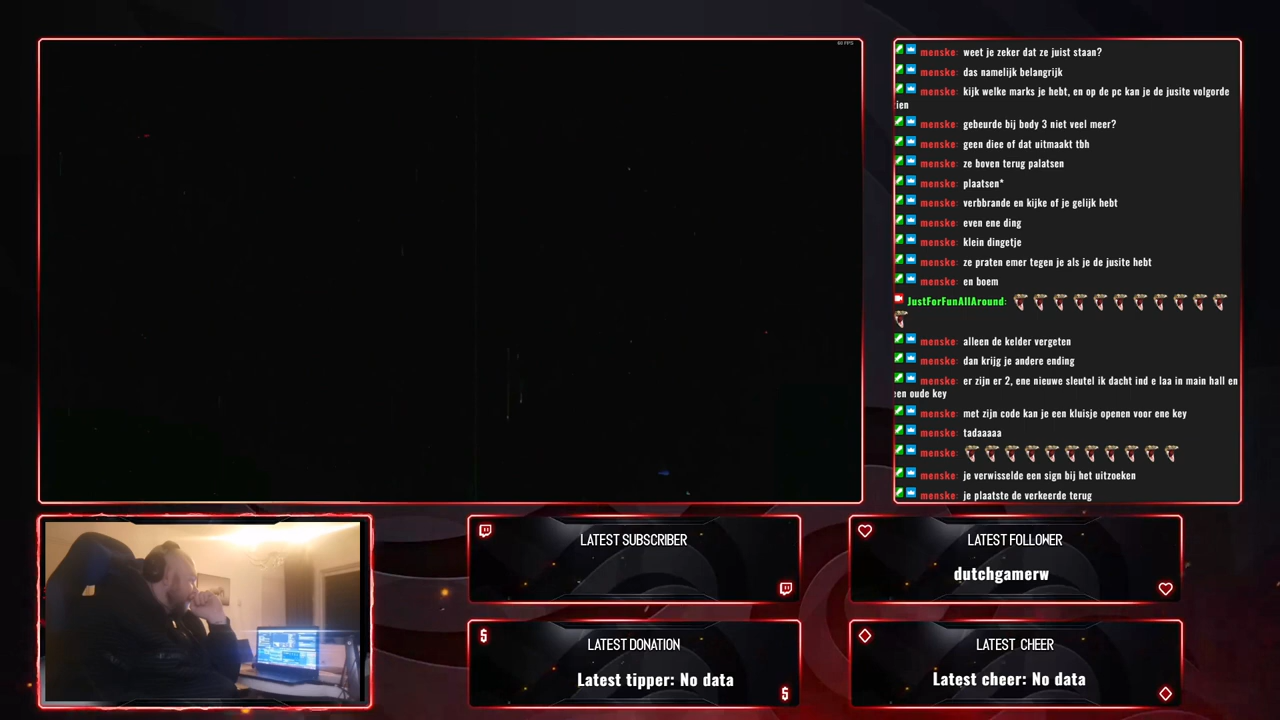 60 FPS
menske: weet je zeker dat ze juist staan?
menske: das namelijk belangrijk
menske: kijk welke marks je hebt, en op de pc kan je de jusite volgorde
ien
menske: gebeurde bij body 3 niet veel meer?
menske: geen diee of dat uitmaakt tbh
menske: ze boven terug palatsen
menske: plaatsen*
menske: verbbrande en kijke of je gelijk hebt
menske: even ene ding
menske: klein dingetje
menske: ze praten emer tegen je als je de jusite hebt
menske: en boem
JustForFunAllAround:
menske: alleen de kelder vergeten
menske: dan krijg je andere ending
menske: er zijn er 2, ene nieuwe sleutel ik dacht ind e laa in main hall en
een oude key
menske: met zijn code kan je een kluisje openen voor ene key
menske: tadaaaaa
menske:
menske: je verwisselde een sign bij het uitzoeken
menske: je plaatste de verkeerde terug
LATEST SUBSCRIBER
LATEST FOLLOWER
dutchgamerw
LATEST DONATION
Latest tipper: No data
LATEST CHEER
Latest cheer: No data